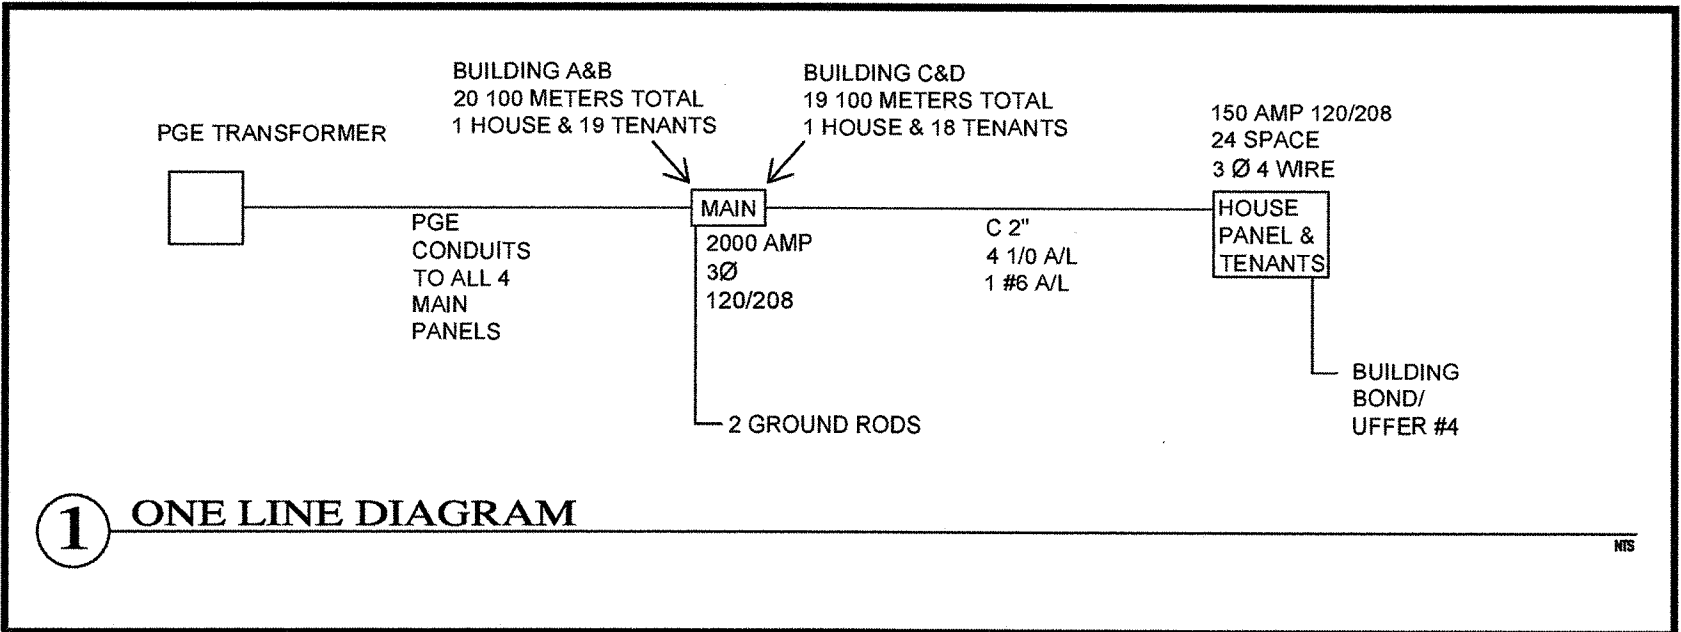 BUILDING A&B
20 100 METERS TOTAL
1 HOUSE & 19 TENANTS
BUILDING C&D
19 100 METERS TOTAL
1 HOUSE & 18 TENANTS
150 AMP 120/208
24 SPACE
3 Ø 4 WIRE
PGE TRANSFORMER
PGE
CONDUITS
TO ALL 4
MAIN
PANELS
MAIN
2000 AMP
3Ø
120/208
C 2"
4 1/0 A/L
1 #6 A/L
HOUSE
PANEL &
TENANTS
2 GROUND RODS
BUILDING
BOND/
UFFER #4
1 ONE LINE DIAGRAM
NTS